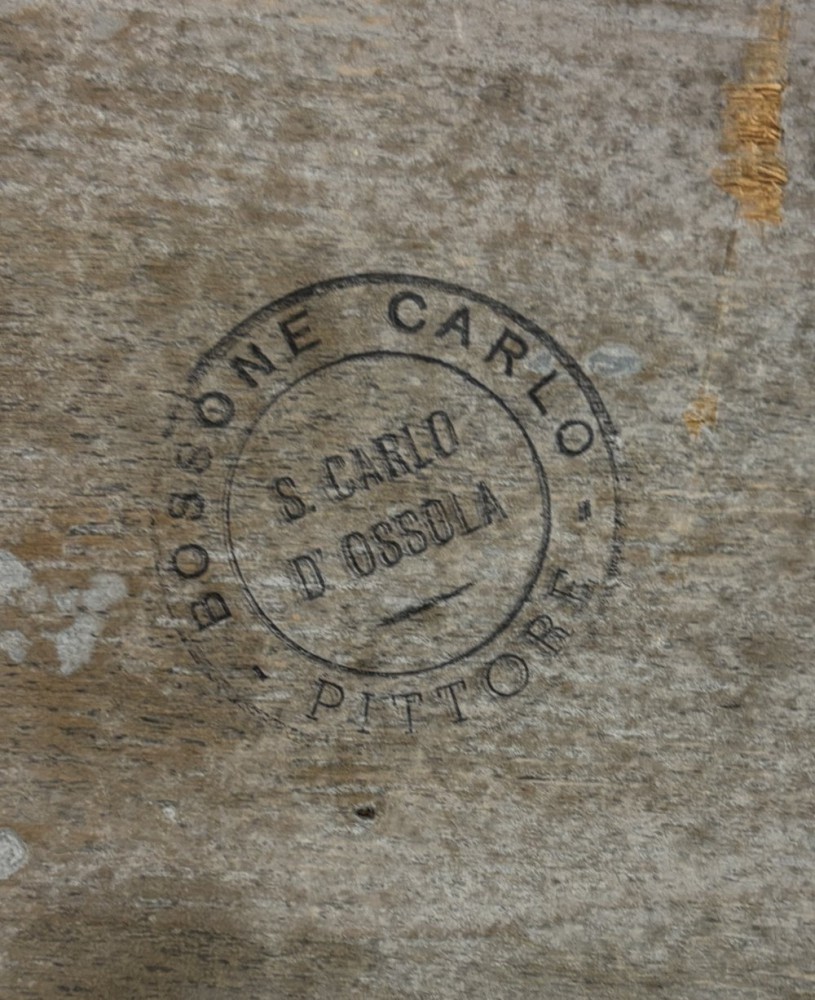 BOSSONE CARLO
- PITTORE -
S. CARLO
D' OSSOLA